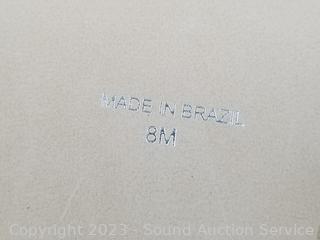 MADE IN BRAZIL
8M
Copyright 2023 - Sound Auction Service